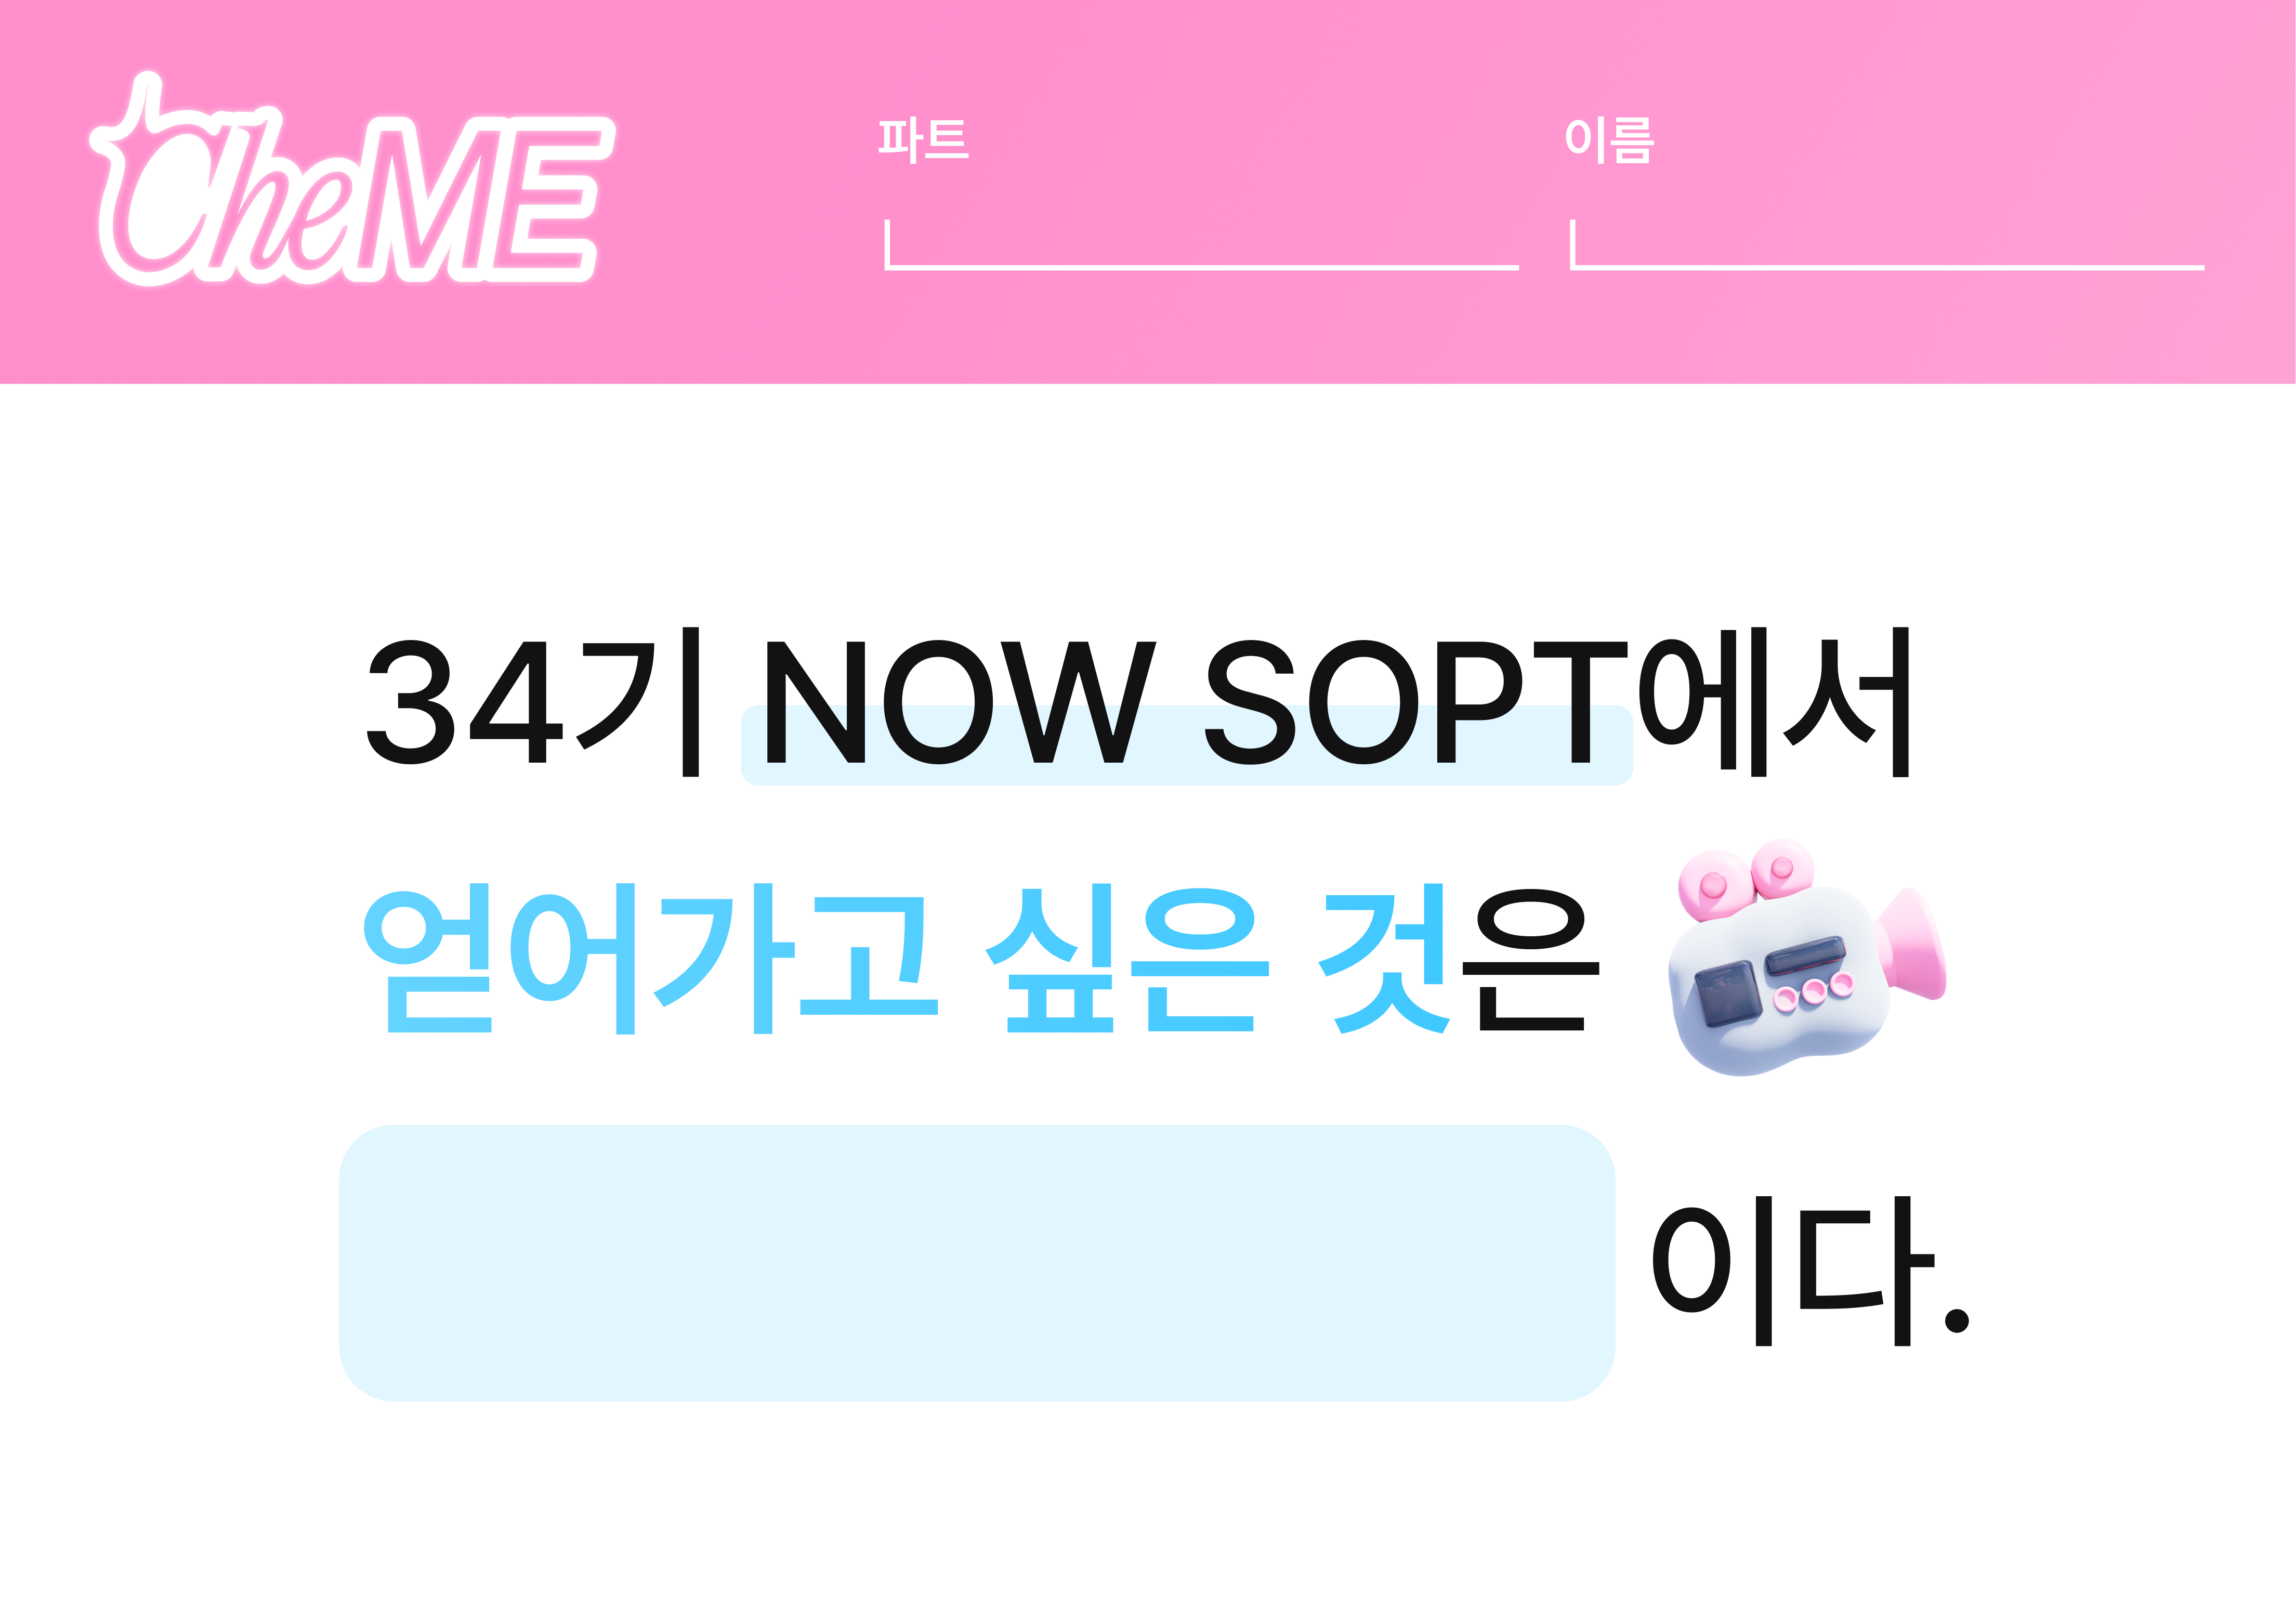 CheME
파트
이름
34기 NOW SOPT에서
얻어가고 싶은 것은
이다.